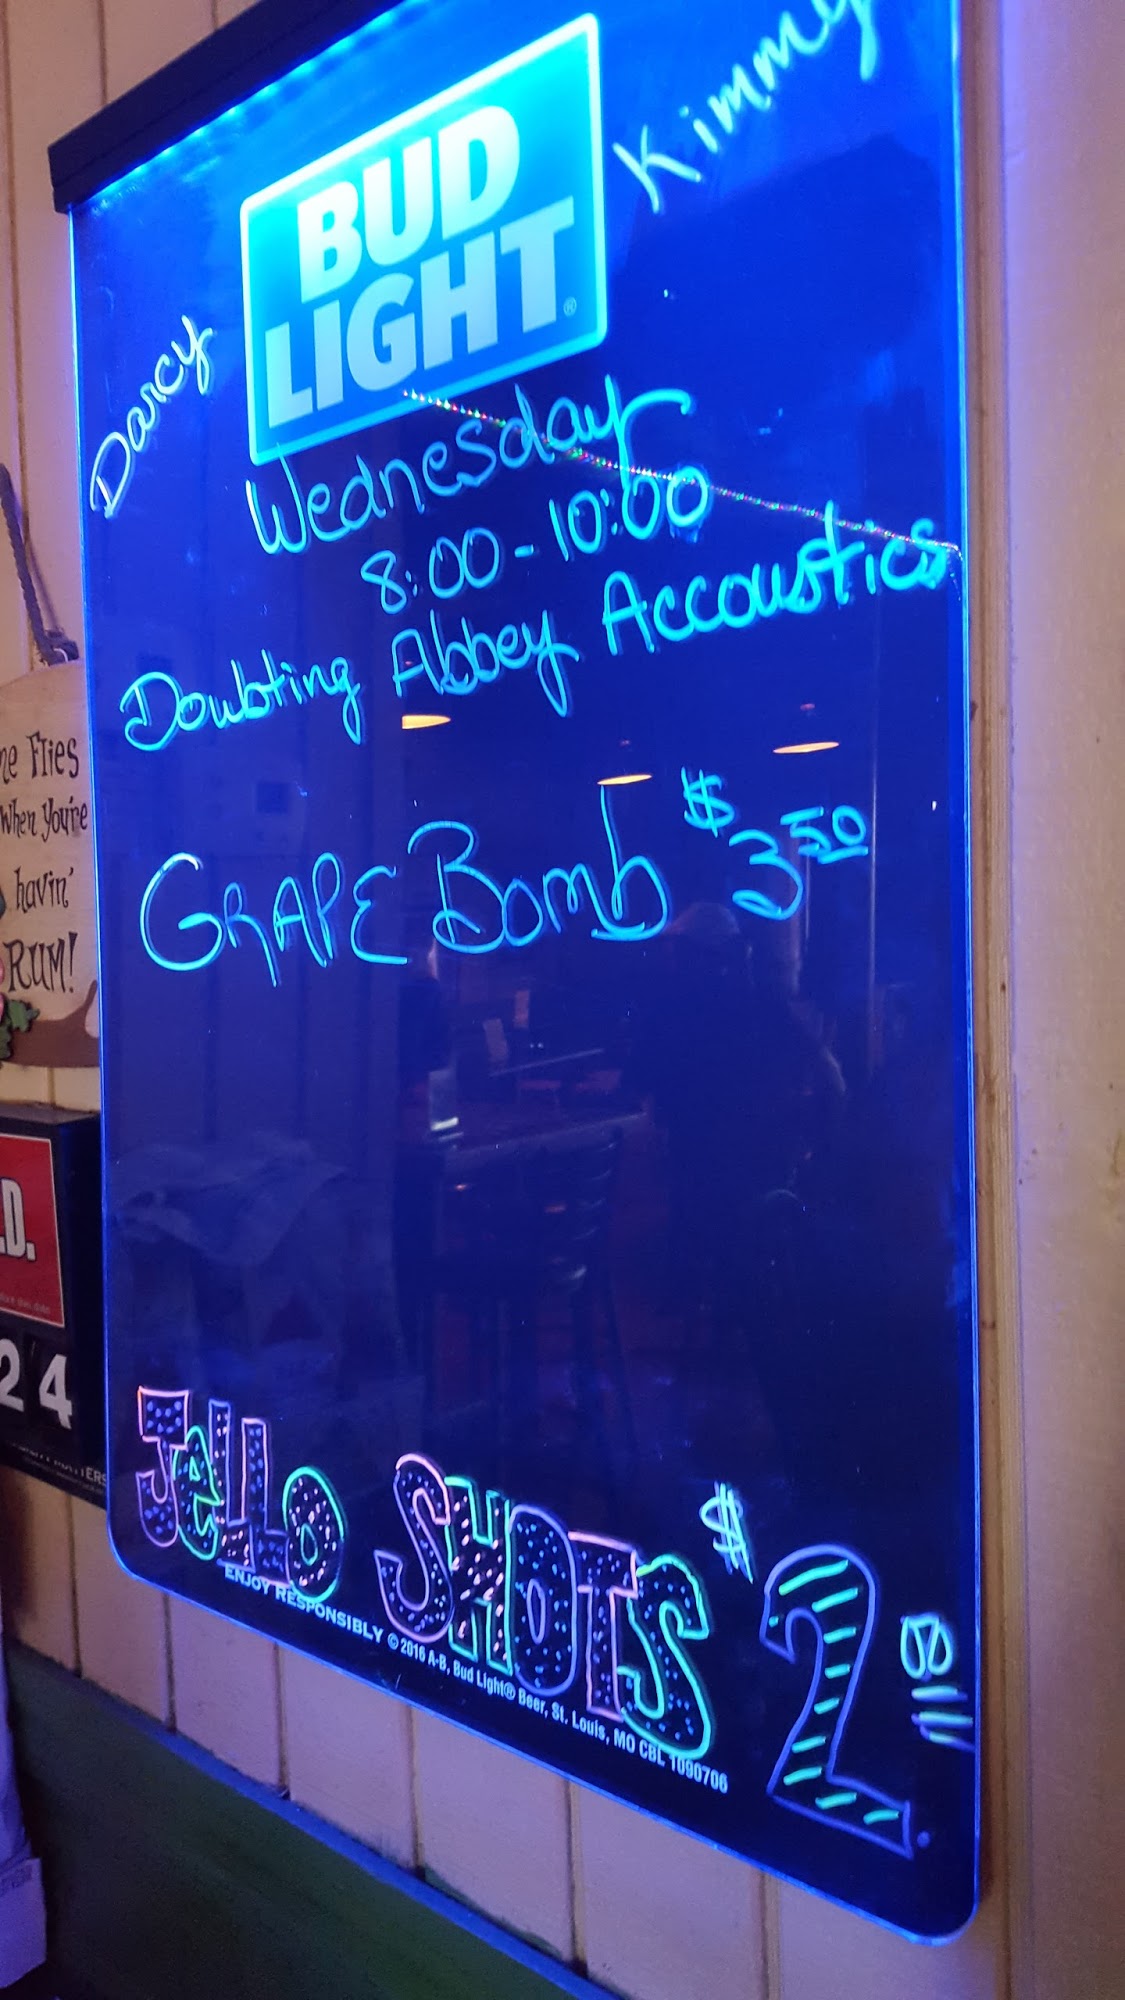 Kimmy
BUD
LIGHT®
Darcy
Wednesday
8:00-10:00
Doubting Abbey Accoustics
GRAPE Bomb $3 50
Flies
When You're
havin'
RUM!
24
Jello SHOTS $2
Bill
ENJOY RESPONSIBLY © 2016 A-B, Bud Light® Beer, St. Louis, MO CBL 1090706